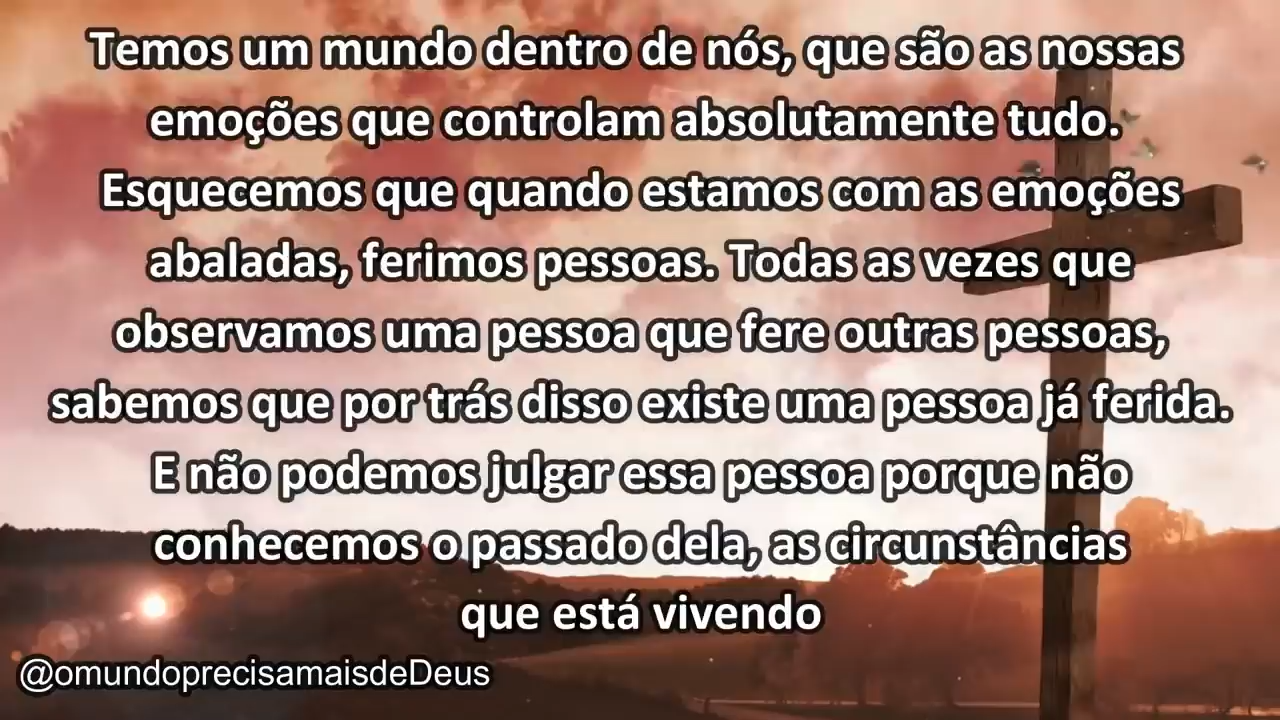 Temos um mundo dentro de nós, que são as nossas
emoções que controlam absolutamente tudo.
Esquecemos que quando estamos com as emoções
abaladas, ferimos pessoas. Todas as vezes que
observamos uma pessoa que fere outras pessoas,
sabemos que por trás disso existe uma pessoa já ferida.
E não podemos julgar essa pessoa porque não
conhecemos o passado dela, as circunstâncias
que está vivendo
@omundoprecisamaisdeDeus